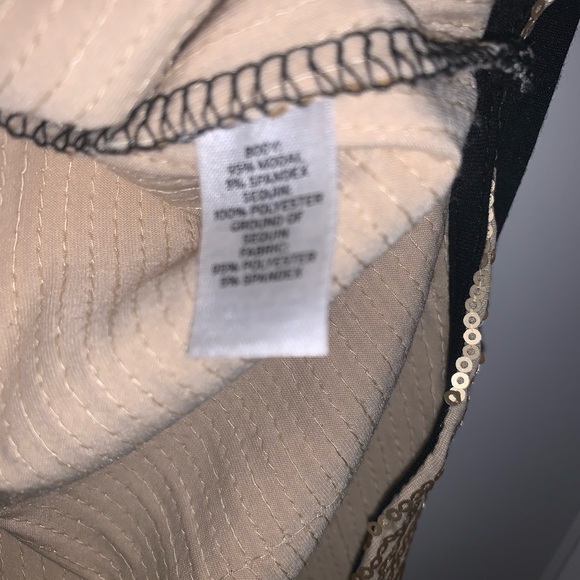 BODY:
95% MODAL
5% SPANDEX
SEQUIN:
100% POLYESTER
GROUND OF
SEQUIN
FABRIC:
95% POLYESTER
5% SPANDEX